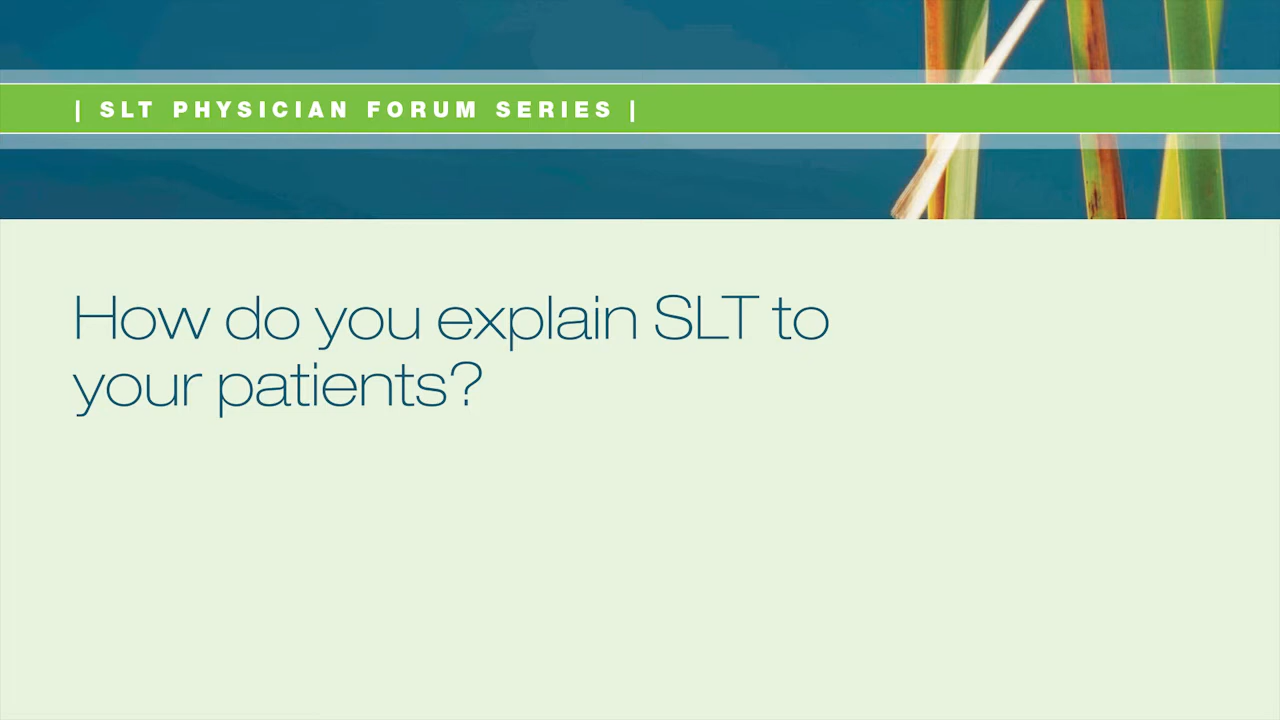 | SLT PHYSICIAN FORUM SERIES |
How do you explain SLT to
your patients?